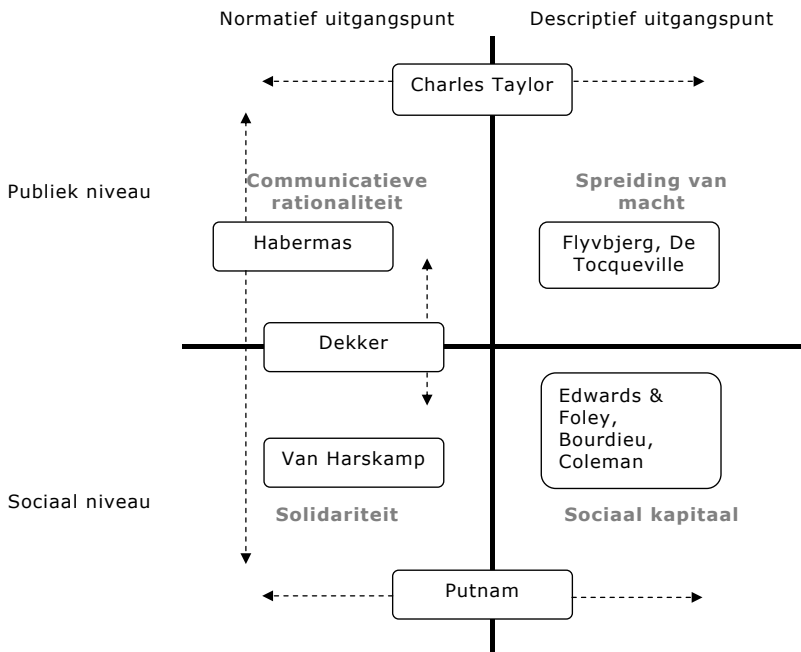 Normatief uitgangspunt
Descriptief uitgangspunt
Charles Taylor
Publiek niveau
Communicatieve
rationaliteit
Spreiding van
macht
Habermas
Flyvbjerg, De
Tocqueville
Dekker
Edwards &
Foley,
Bourdieu,
Coleman
Van Harskamp
Sociaal niveau
Solidariteit
Sociaal kapitaal
Putnam